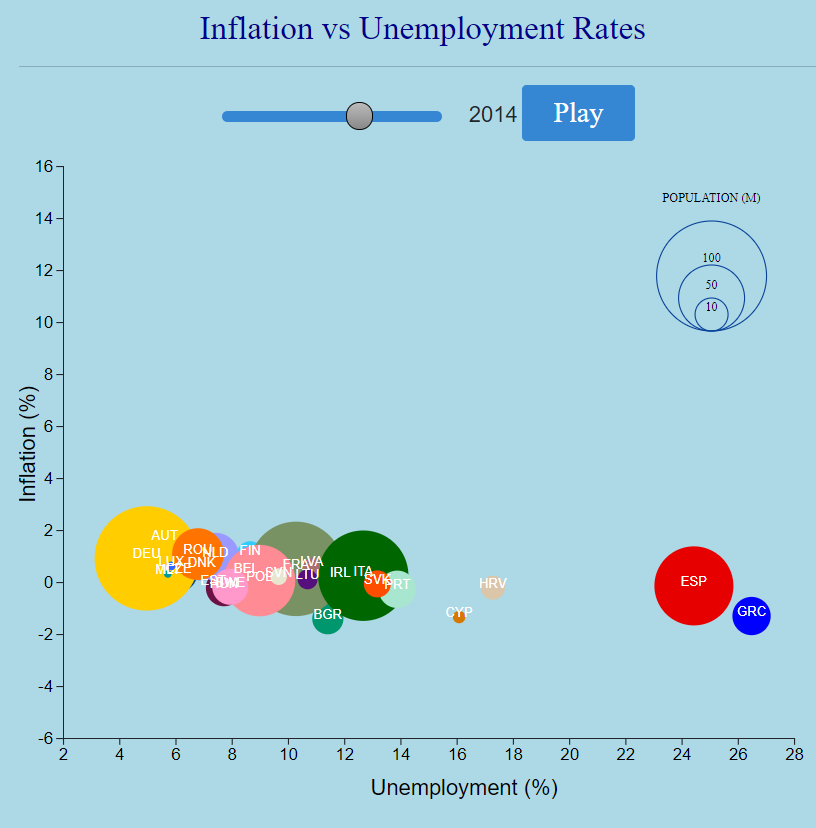 Inflation vs Unemployment Rates
2014
Play
POPULATION (M)
100
50
10
16
14
12
10
8
6
4
2
0
-2
-4
-6
Inflation (%)
AUT
DEU
ROU
NLD
FIN
DNK
BEL
POL
SVN
FRA
LVA
LTU
IRL
ITA
SVK
PRT
HRV
ESP
BGR
CYP
GRC
2
4
6
8
10
12
14
16
18
20
22
24
26
28
Unemployment (%)